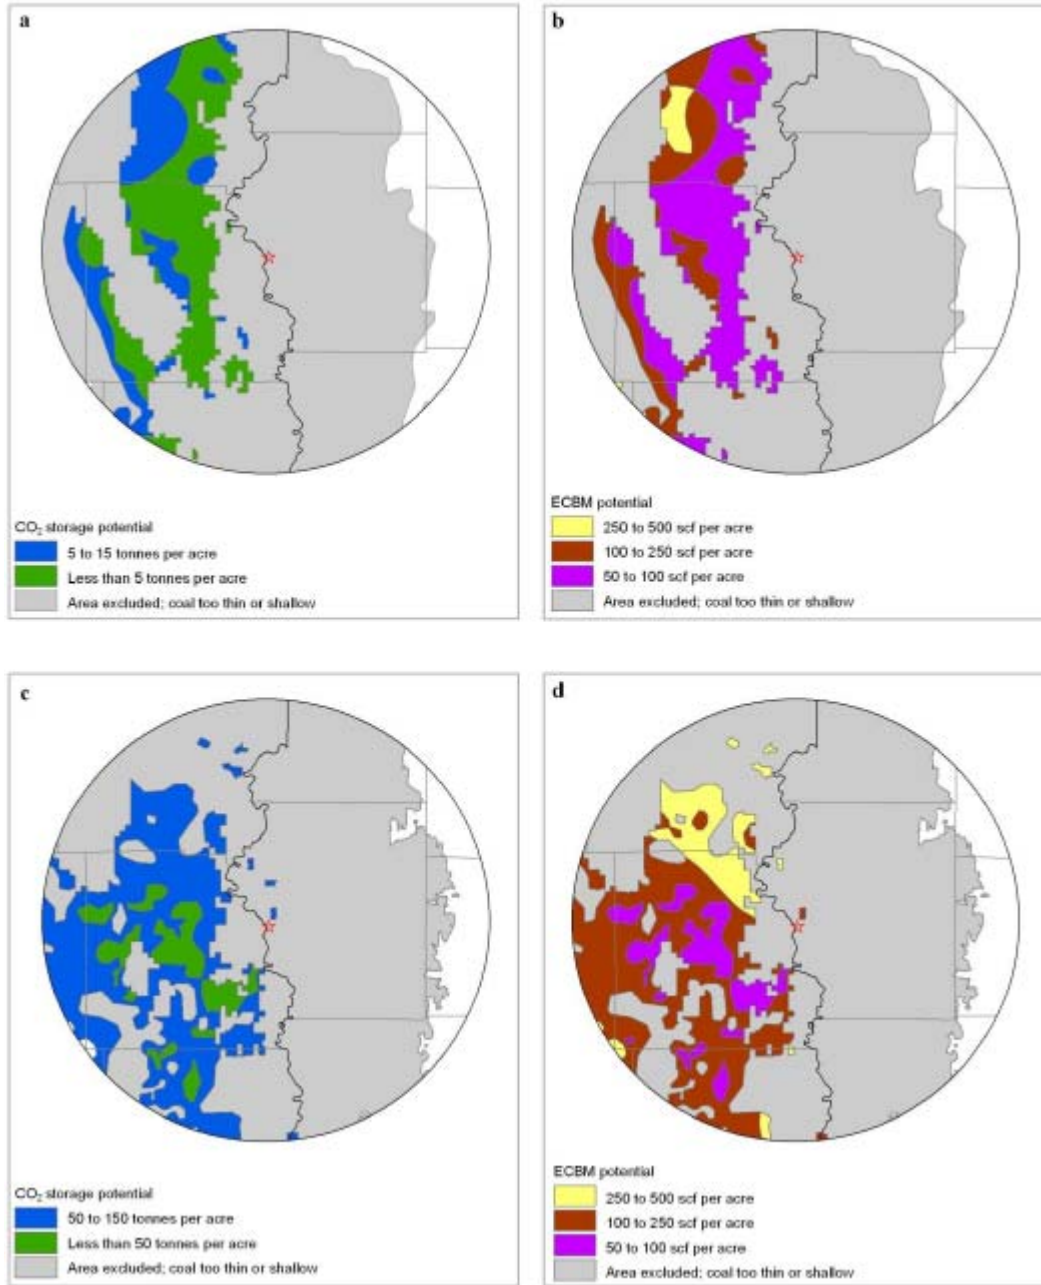 a
CO₂ storage potential
5 to 15 tonnes per acre
Less than 5 tonnes per acre
Area excluded; coal too thin or shallow
b
ECBM potential
250 to 500 scf per acre
100 to 250 scf per acre
50 to 100 scf per acre
Area excluded; coal too thin or shallow
c
CO₂ storage potential
50 to 150 tonnes per acre
Less than 50 tonnes per acre
Area excluded; coal too thin or shallow
d
ECBM potential
250 to 500 scf per acre
100 to 250 scf per acre
50 to 100 scf per acre
Area excluded; coal too thin or shallow